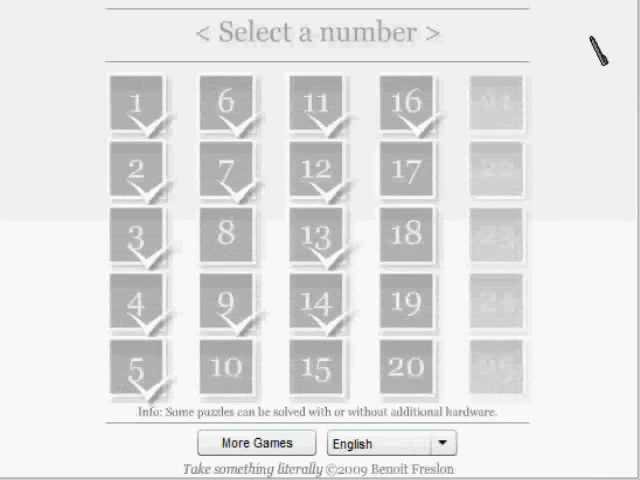 < Select a number >
1 6 11 16 21
2 7 12 17 22
3 8 13 18 23
4 9 14 19 24
5 10 15 20 25
Info: Some puzzles can be solved with or without additional hardware.
More Games English
Take something literally ©2009 Benoit Freslon